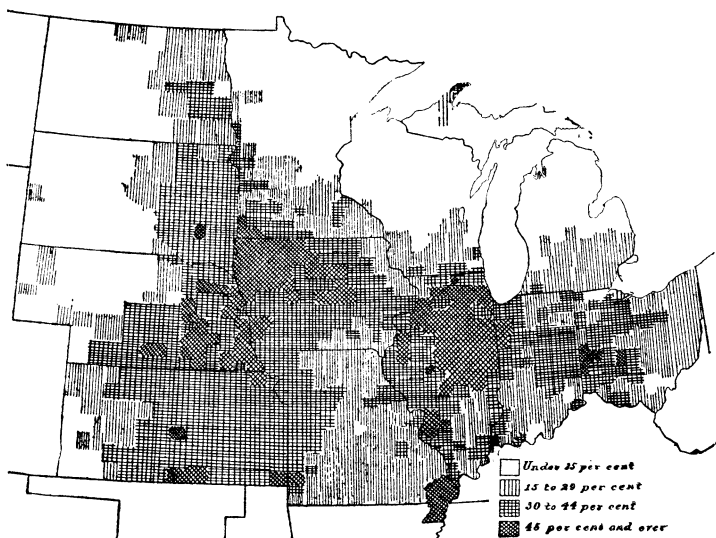 Under 15 per cent
15 to 29 per cent
30 to 44 per cent
45 per cent and over